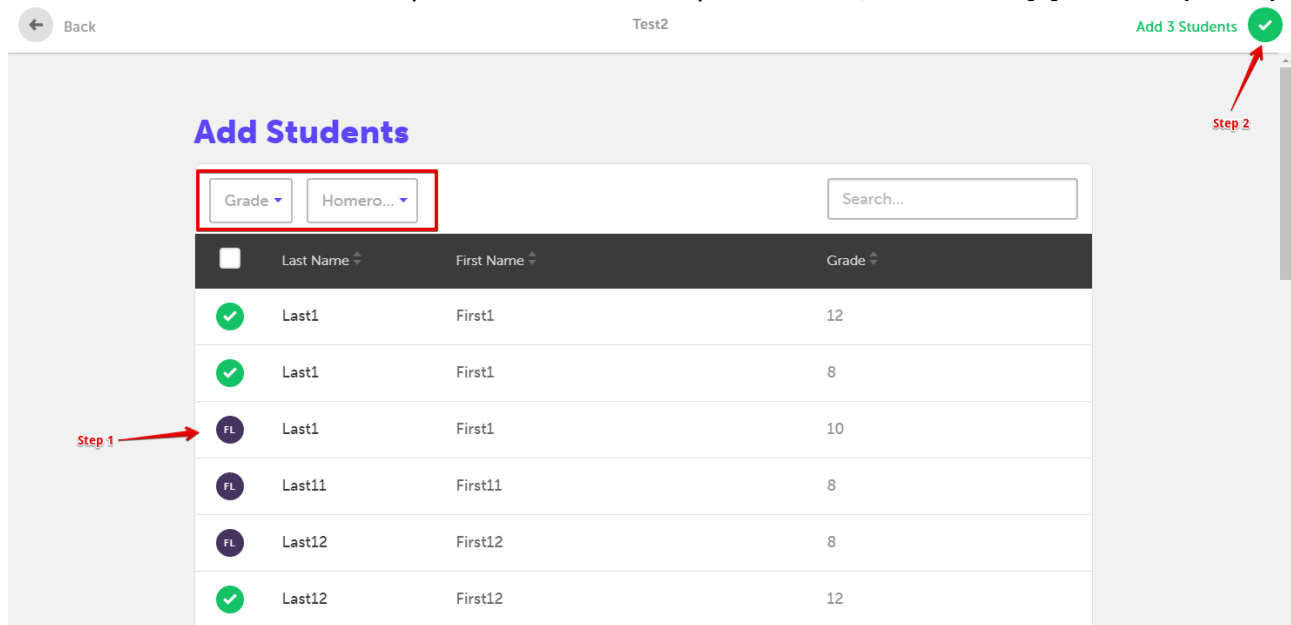 Back Test2 Add 3 Students
Step 2
Add Students
Grade Homero... Search...
Last Name First Name Grade
Last1 First1 12
Last1 First1 8
Step 1 FL Last1 First1 10
FL Last11 First11 8
FL Last12 First12 8
Last12 First12 12